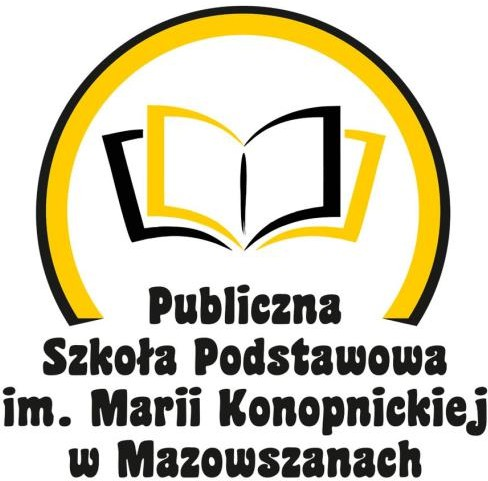 Publiczna
Szkoła Podstawowa
im. Marii Konopnickiej
w Mazowszanach